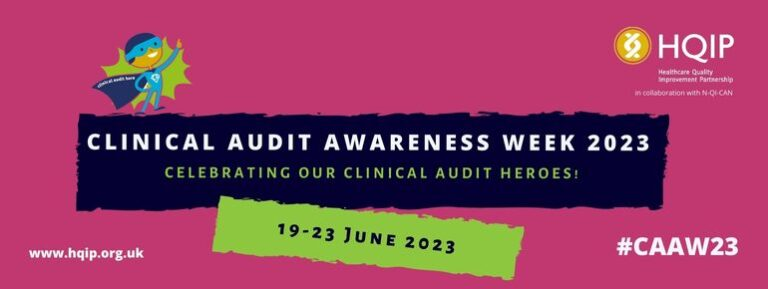 clinical audit hero
HQIP
Healthcare Quality
Improvement Partnership
in collaboration with N-QI-CAN
CLINICAL AUDIT AWARENESS WEEK 2023
CELEBRATING OUR CLINICAL AUDIT HEROES!
19-23 JUNE 2023
www.hqip.org.uk
#CAAW23